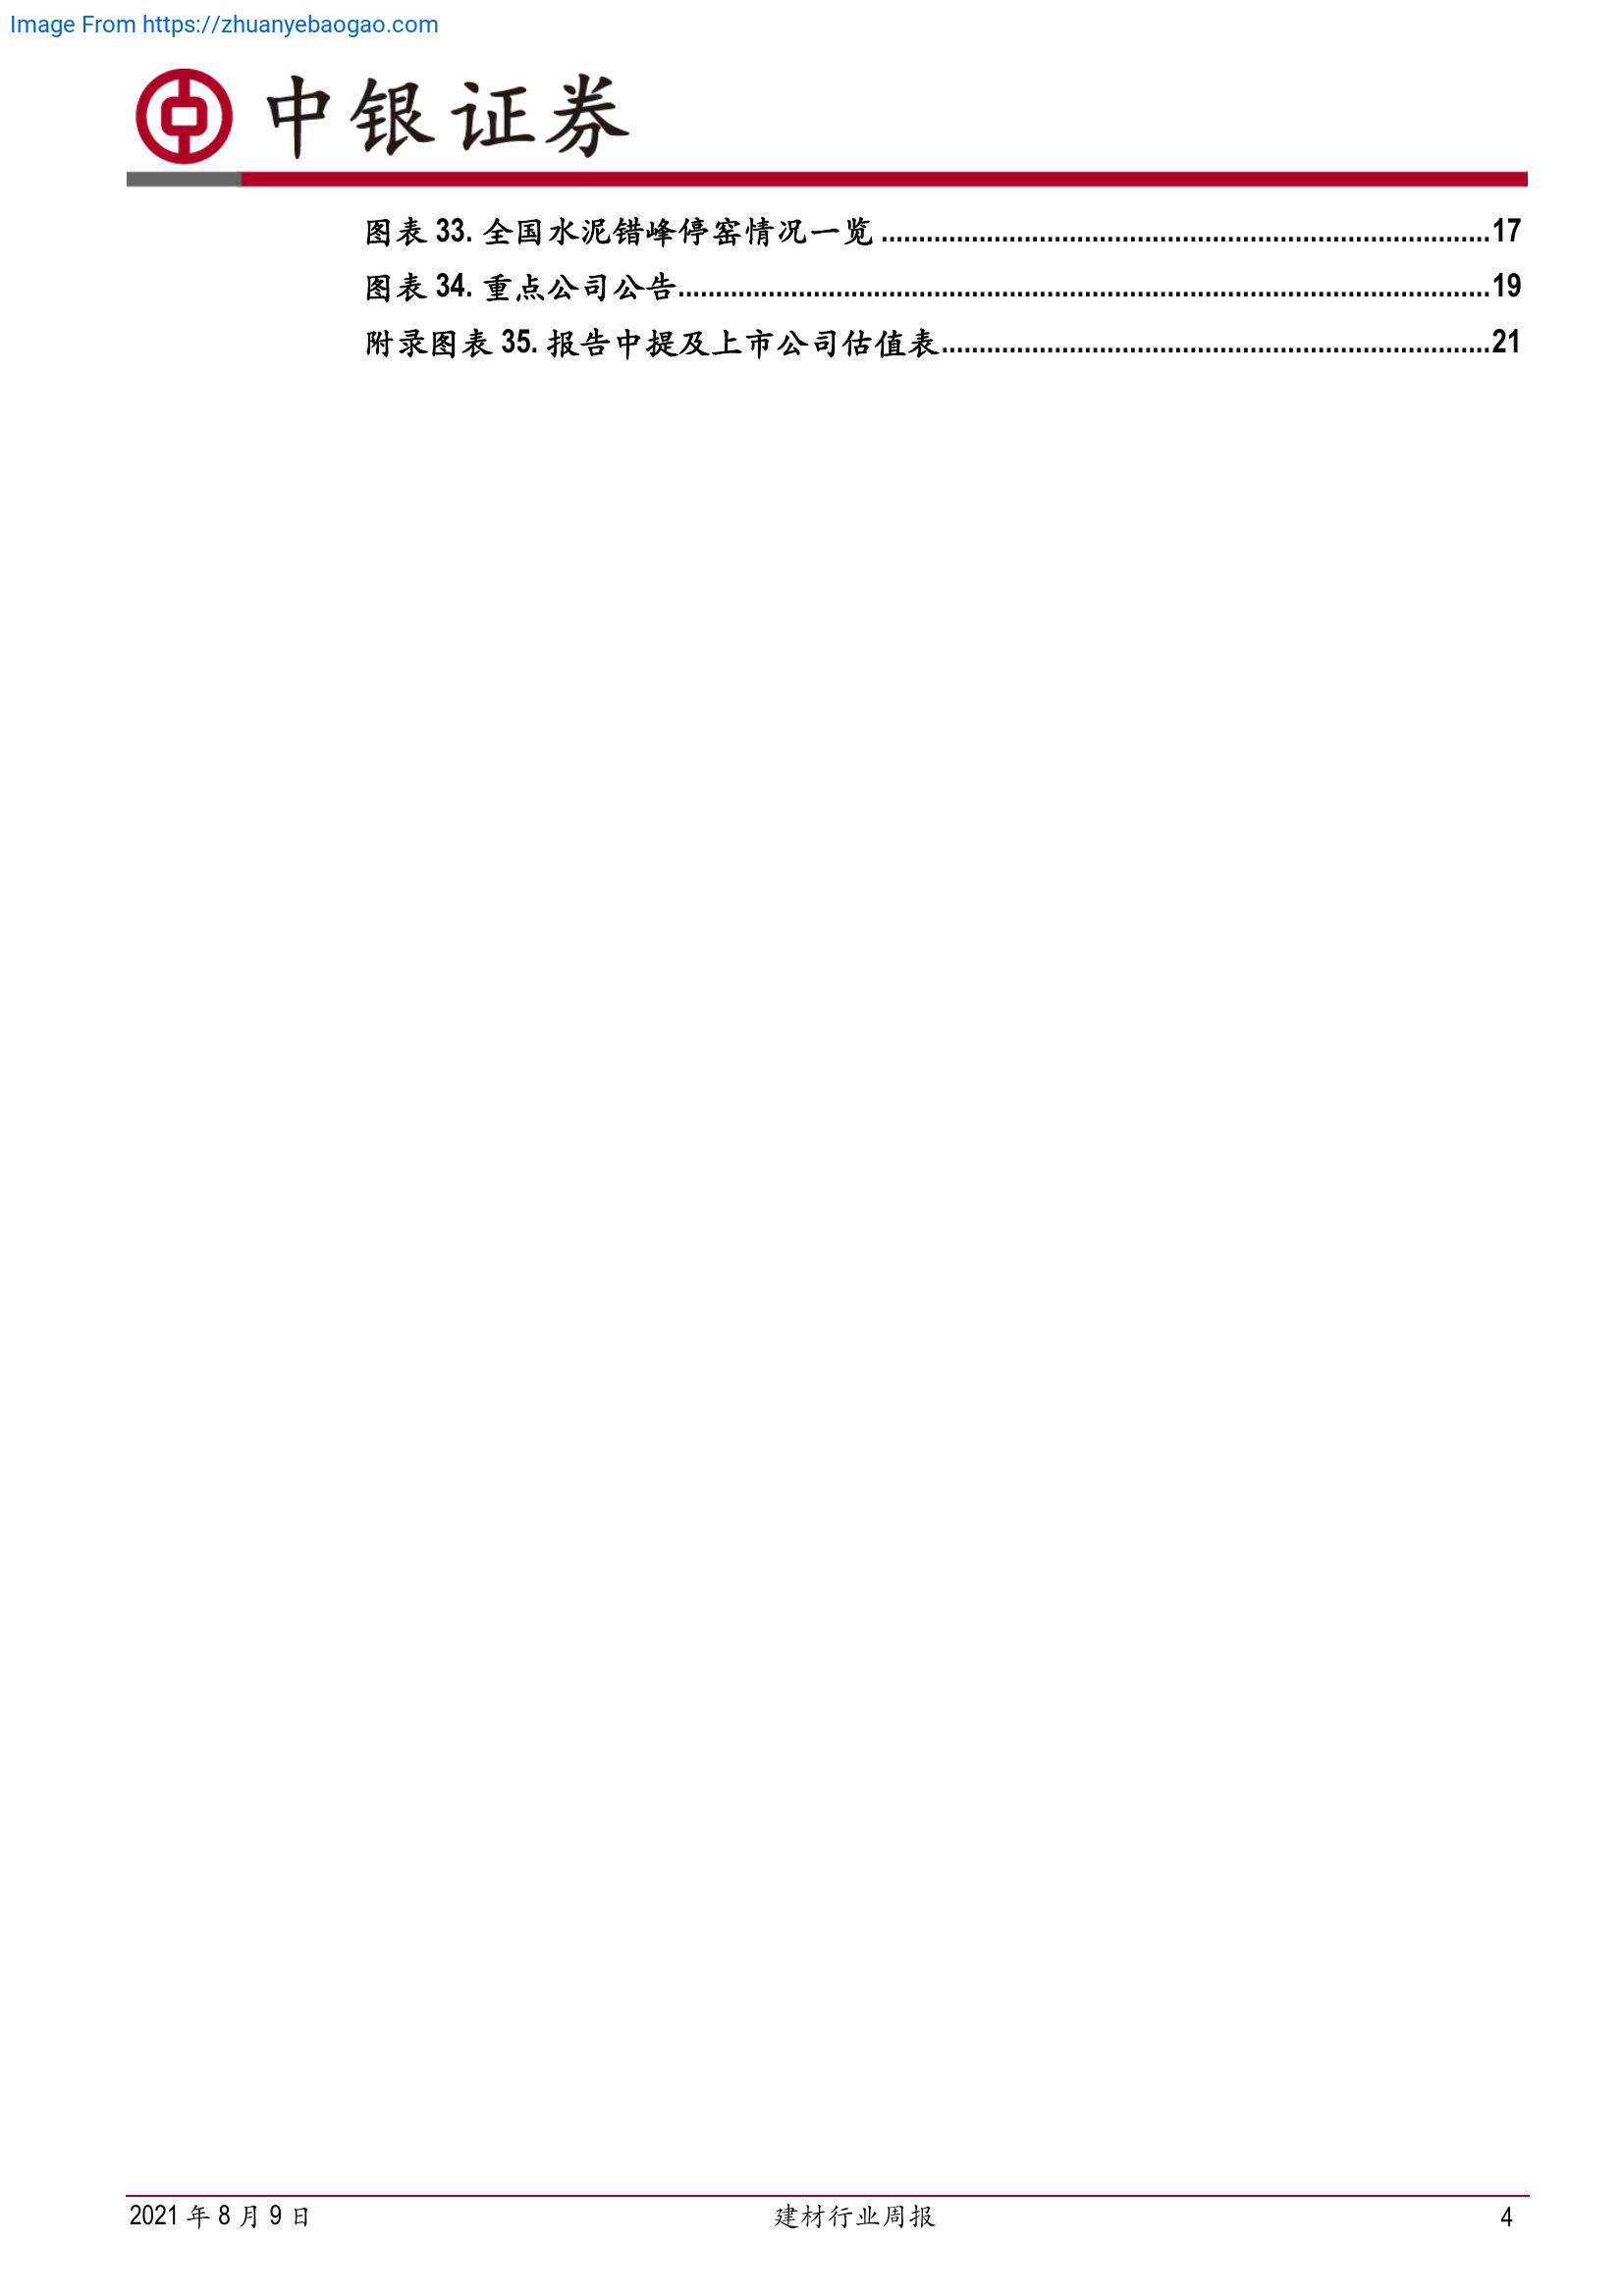 Image From https://zhuanyebaogao.com
中银证券
图表 33. 全国水泥错峰停窑情况一览 ................................................................................17
图表 34. 重点公司公告...........................................................................................................19
附录图表 35. 报告中提及上市公司估值表........................................................................21
2021 年 8 月 9 日 建材行业周报 4